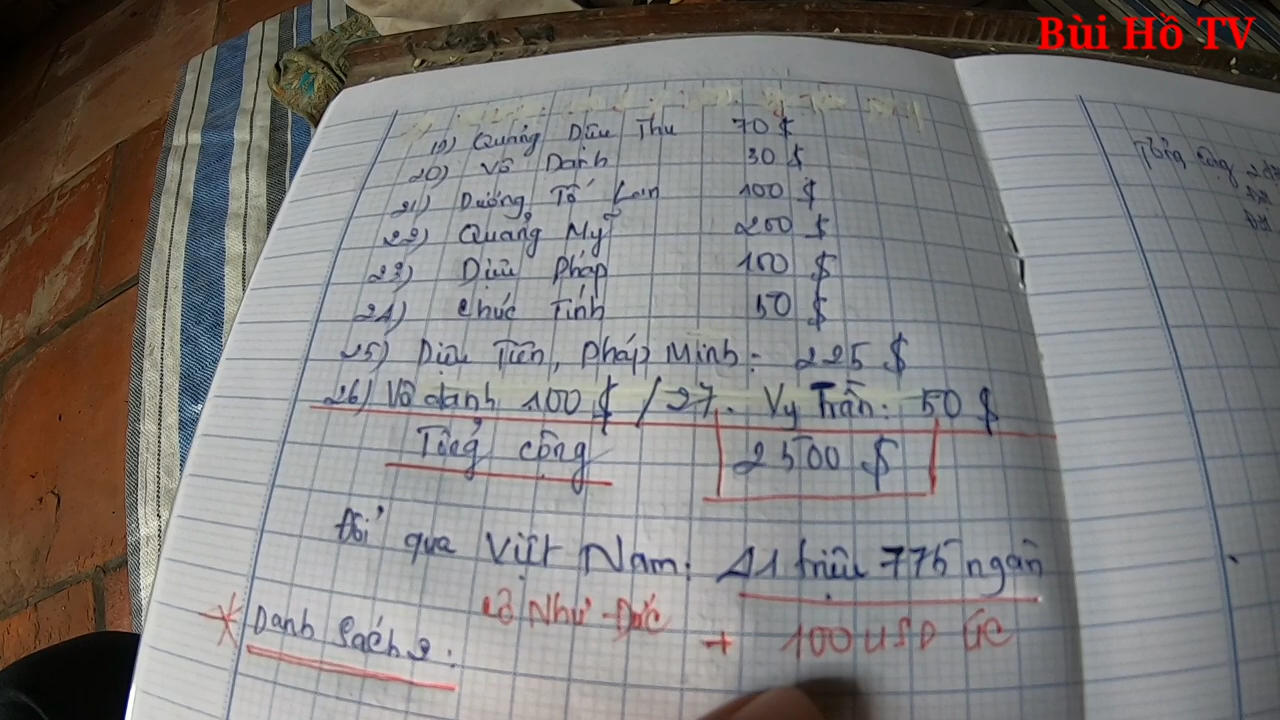 Bùi Hồ TV
19) Quảng Diệu Thu 70 $
20) Vô Danh 30 $
21) Dương Tố Lan 100 $
22) Quảng Mỹ 200 $
23) Diệu Pháp 100 $
24) Chúc Tịnh 50 $
25) Diệu Tiên, Pháp Minh: 225 $
26) Vô danh 100 $ / 27. Vy Trần: 50 $
Tổng cộng 2500 $
Đổi qua Việt Nam: 41 triệu 775 ngàn
Cô Như-Đức + 100 USD ÚC
* Danh Sách 2:
Tổng cộng